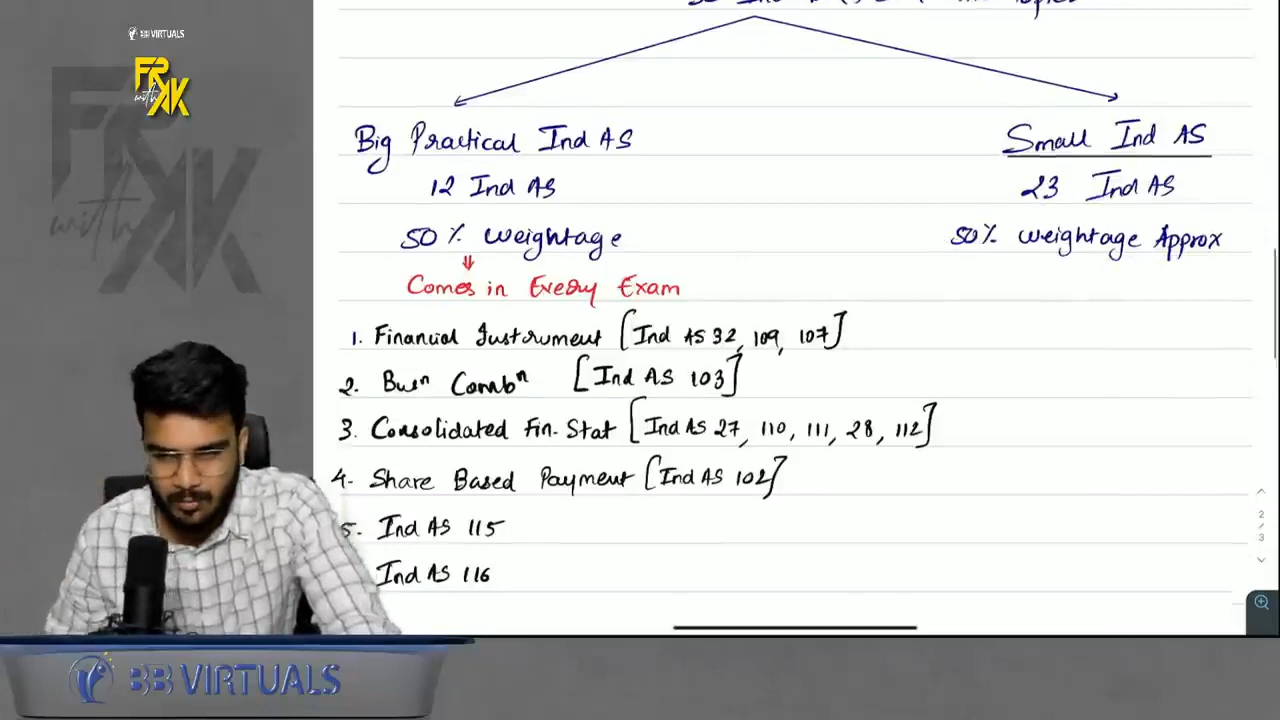 BB VIRTUALS
FR
with
AK
Big Practical Ind AS
Small Ind AS
12 Ind AS
23 Ind AS
50% weightage
50% weightage Approx
Comes in Every Exam
1. Financial Instrument [Ind AS 32, 109, 107]
2. Busⁿ Combⁿ [Ind AS 103]
3. Consolidated Fin. Stat [Ind AS 27, 110, 111, 28, 112]
4. Share Based Payment [Ind AS 102]
5. Ind AS 115
Ind AS 116
2
/
3
BB VIRTUALS